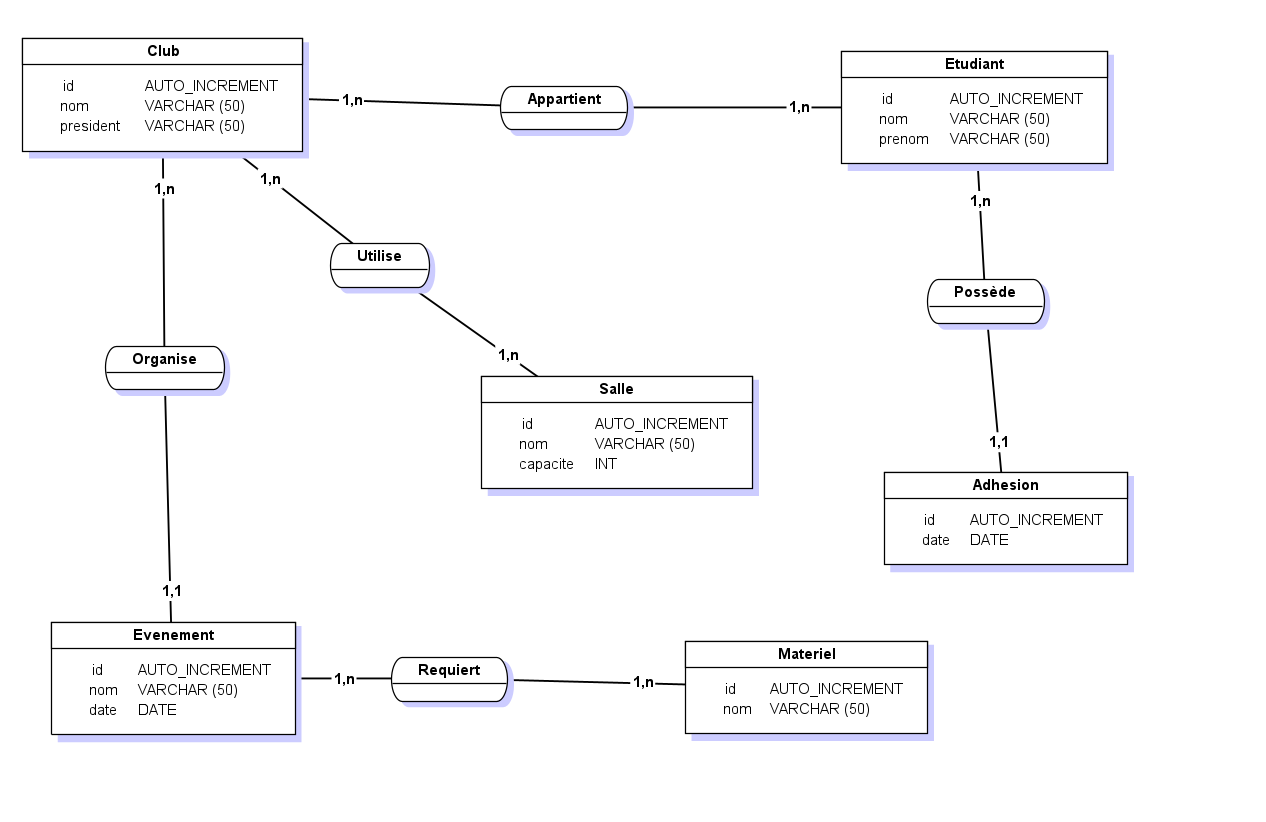 Club
id AUTO_INCREMENT
nom VARCHAR (50)
president VARCHAR (50)
1,n
Appartient
1,n
Etudiant
id AUTO_INCREMENT
nom VARCHAR (50)
prenom VARCHAR (50)
1,n
1,n
1,n
Utilise
Possède
1,n
Organise
Salle
id AUTO_INCREMENT
nom VARCHAR (50)
capacite INT
1,1
Adhesion
id AUTO_INCREMENT
date DATE
1,1
Evenement
id AUTO_INCREMENT
nom VARCHAR (50)
date DATE
1,n
Requiert
1,n
Materiel
id AUTO_INCREMENT
nom VARCHAR (50)